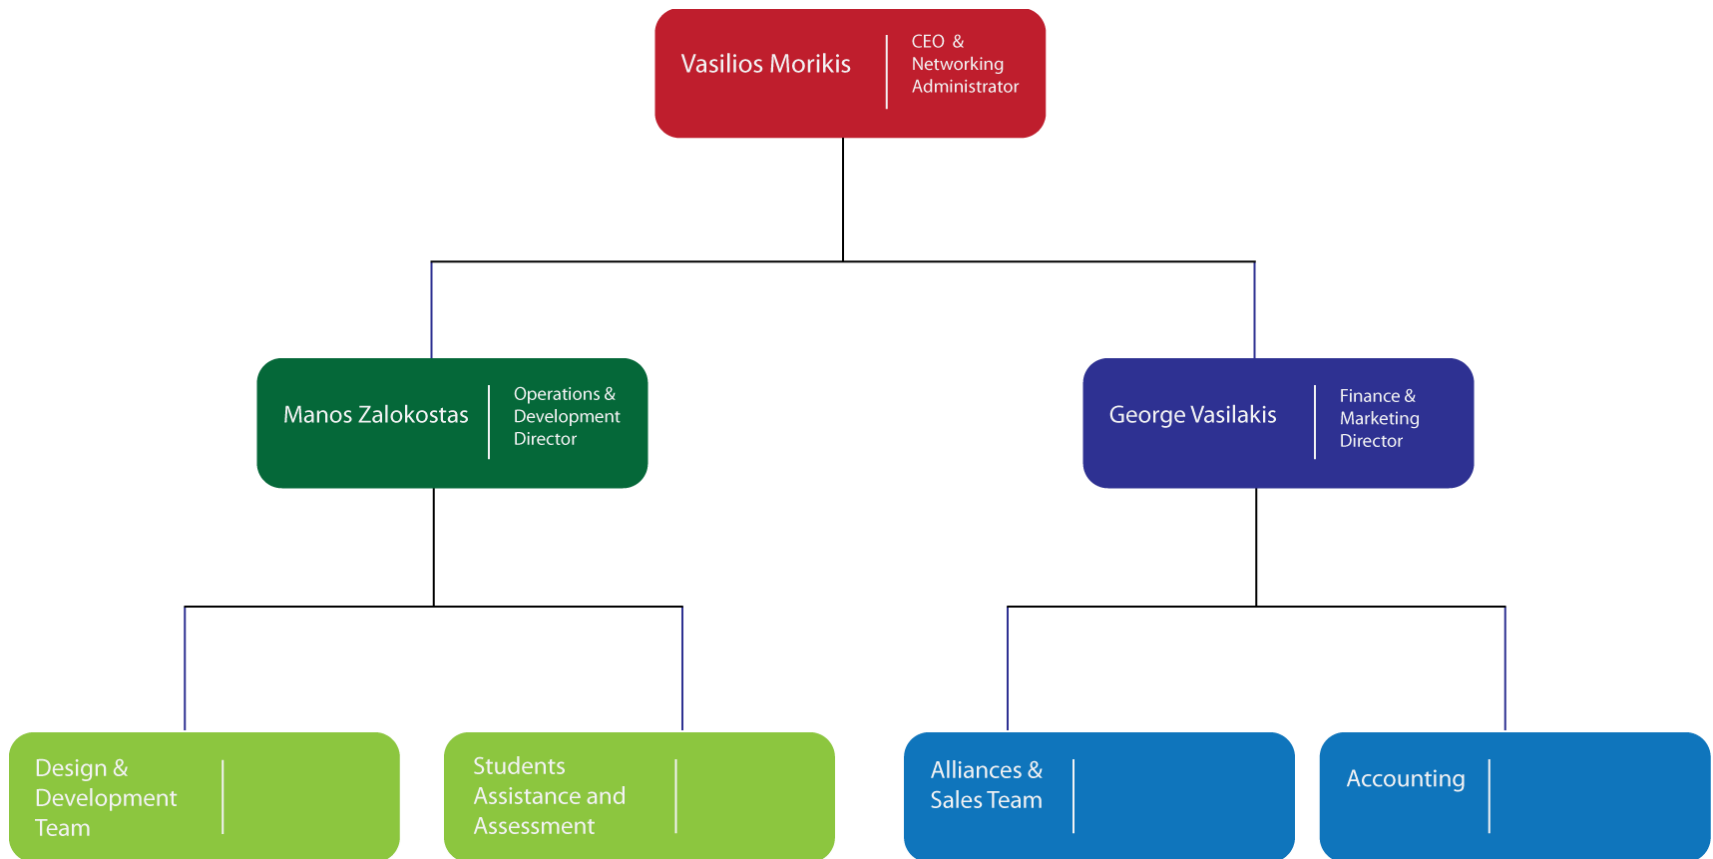 Vasilios Morikis
CEO &
Networking
Administrator
Manos Zalokostas
Operations &
Development
Director
George Vasilakis
Finance &
Marketing
Director
Design &
Development
Team
Students
Assistance and
Assessment
Alliances &
Sales Team
Accounting